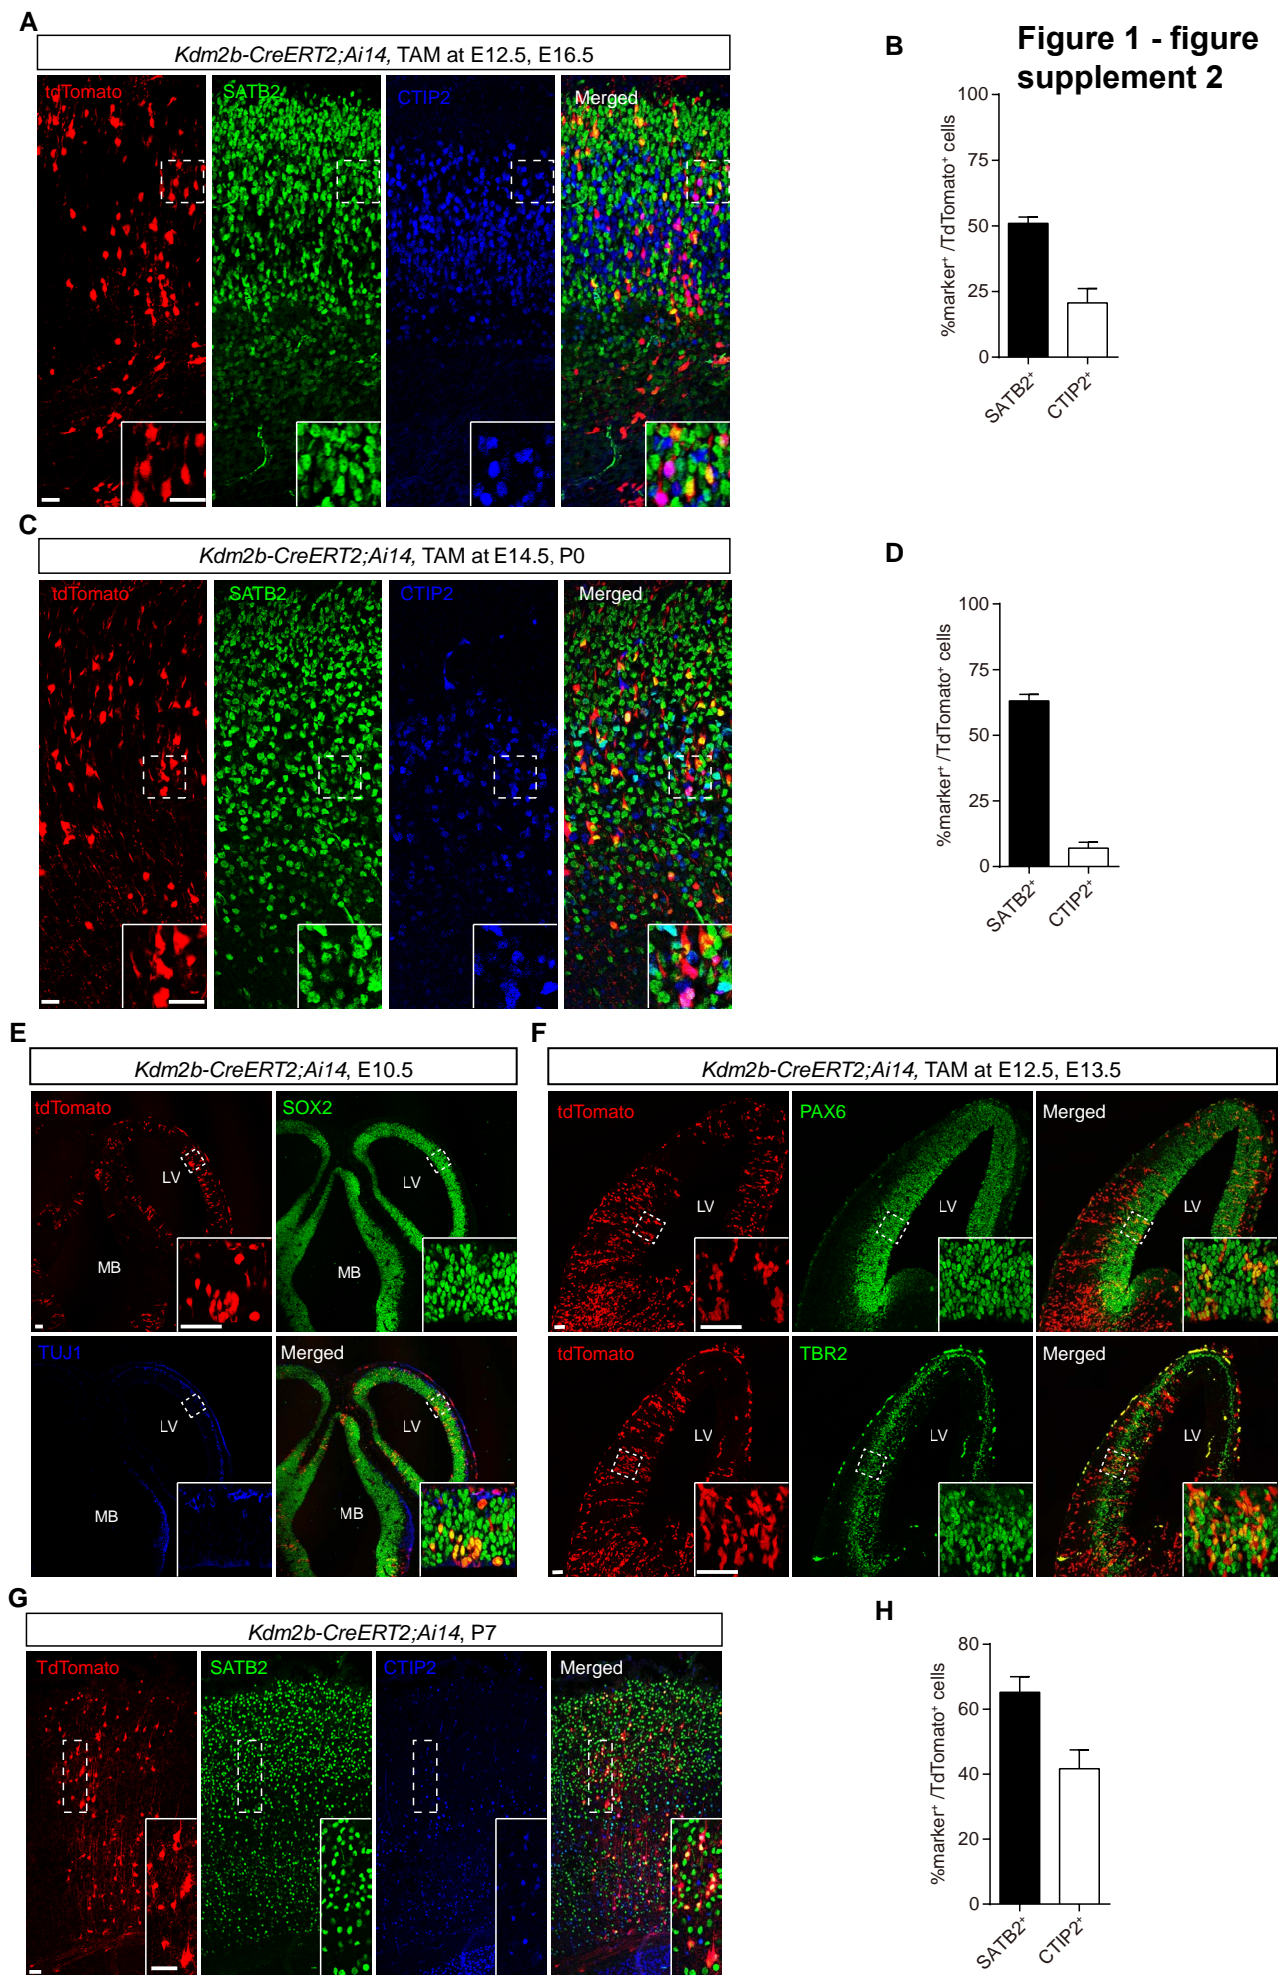 Figure 1 - figure
supplement 2
A
Kdm2b-CreERT2;Ai14, TAM at E12.5, E16.5
tdTomato
SATB2
CTIP2
Merged
B
%marker+ /TdTomato+ cells
100
75
50
25
0
SATB2+
CTIP2+
C
Kdm2b-CreERT2;Ai14, TAM at E14.5, P0
tdTomato
SATB2
CTIP2
Merged
D
%marker+ /TdTomato+ cells
100
75
50
25
0
SATB2+
CTIP2+
E
Kdm2b-CreERT2;Ai14, E10.5
tdTomato
LV
MB
SOX2
LV
MB
TUJ1
LV
MB
Merged
LV
MB
F
Kdm2b-CreERT2;Ai14, TAM at E12.5, E13.5
tdTomato
LV
PAX6
LV
Merged
LV
tdTomato
LV
TBR2
LV
Merged
LV
G
Kdm2b-CreERT2;Ai14, P7
TdTomato
SATB2
CTIP2
Merged
H
%marker+ /TdTomato+ cells
80
60
40
20
0
SATB2+
CTIP2+